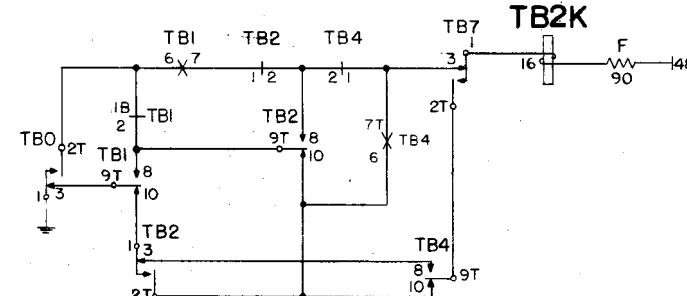 TB2K
TB7
TB1 TB2 TB4
6 7 1 2 2 1 3 16 F 48
90
1B TB1
2
TB2
2T
7T TB4
6
TB0 2T TB1
9T 8
10
9T 8
10
1 3
TB2
1 3
TB4
8 9T
10
2T